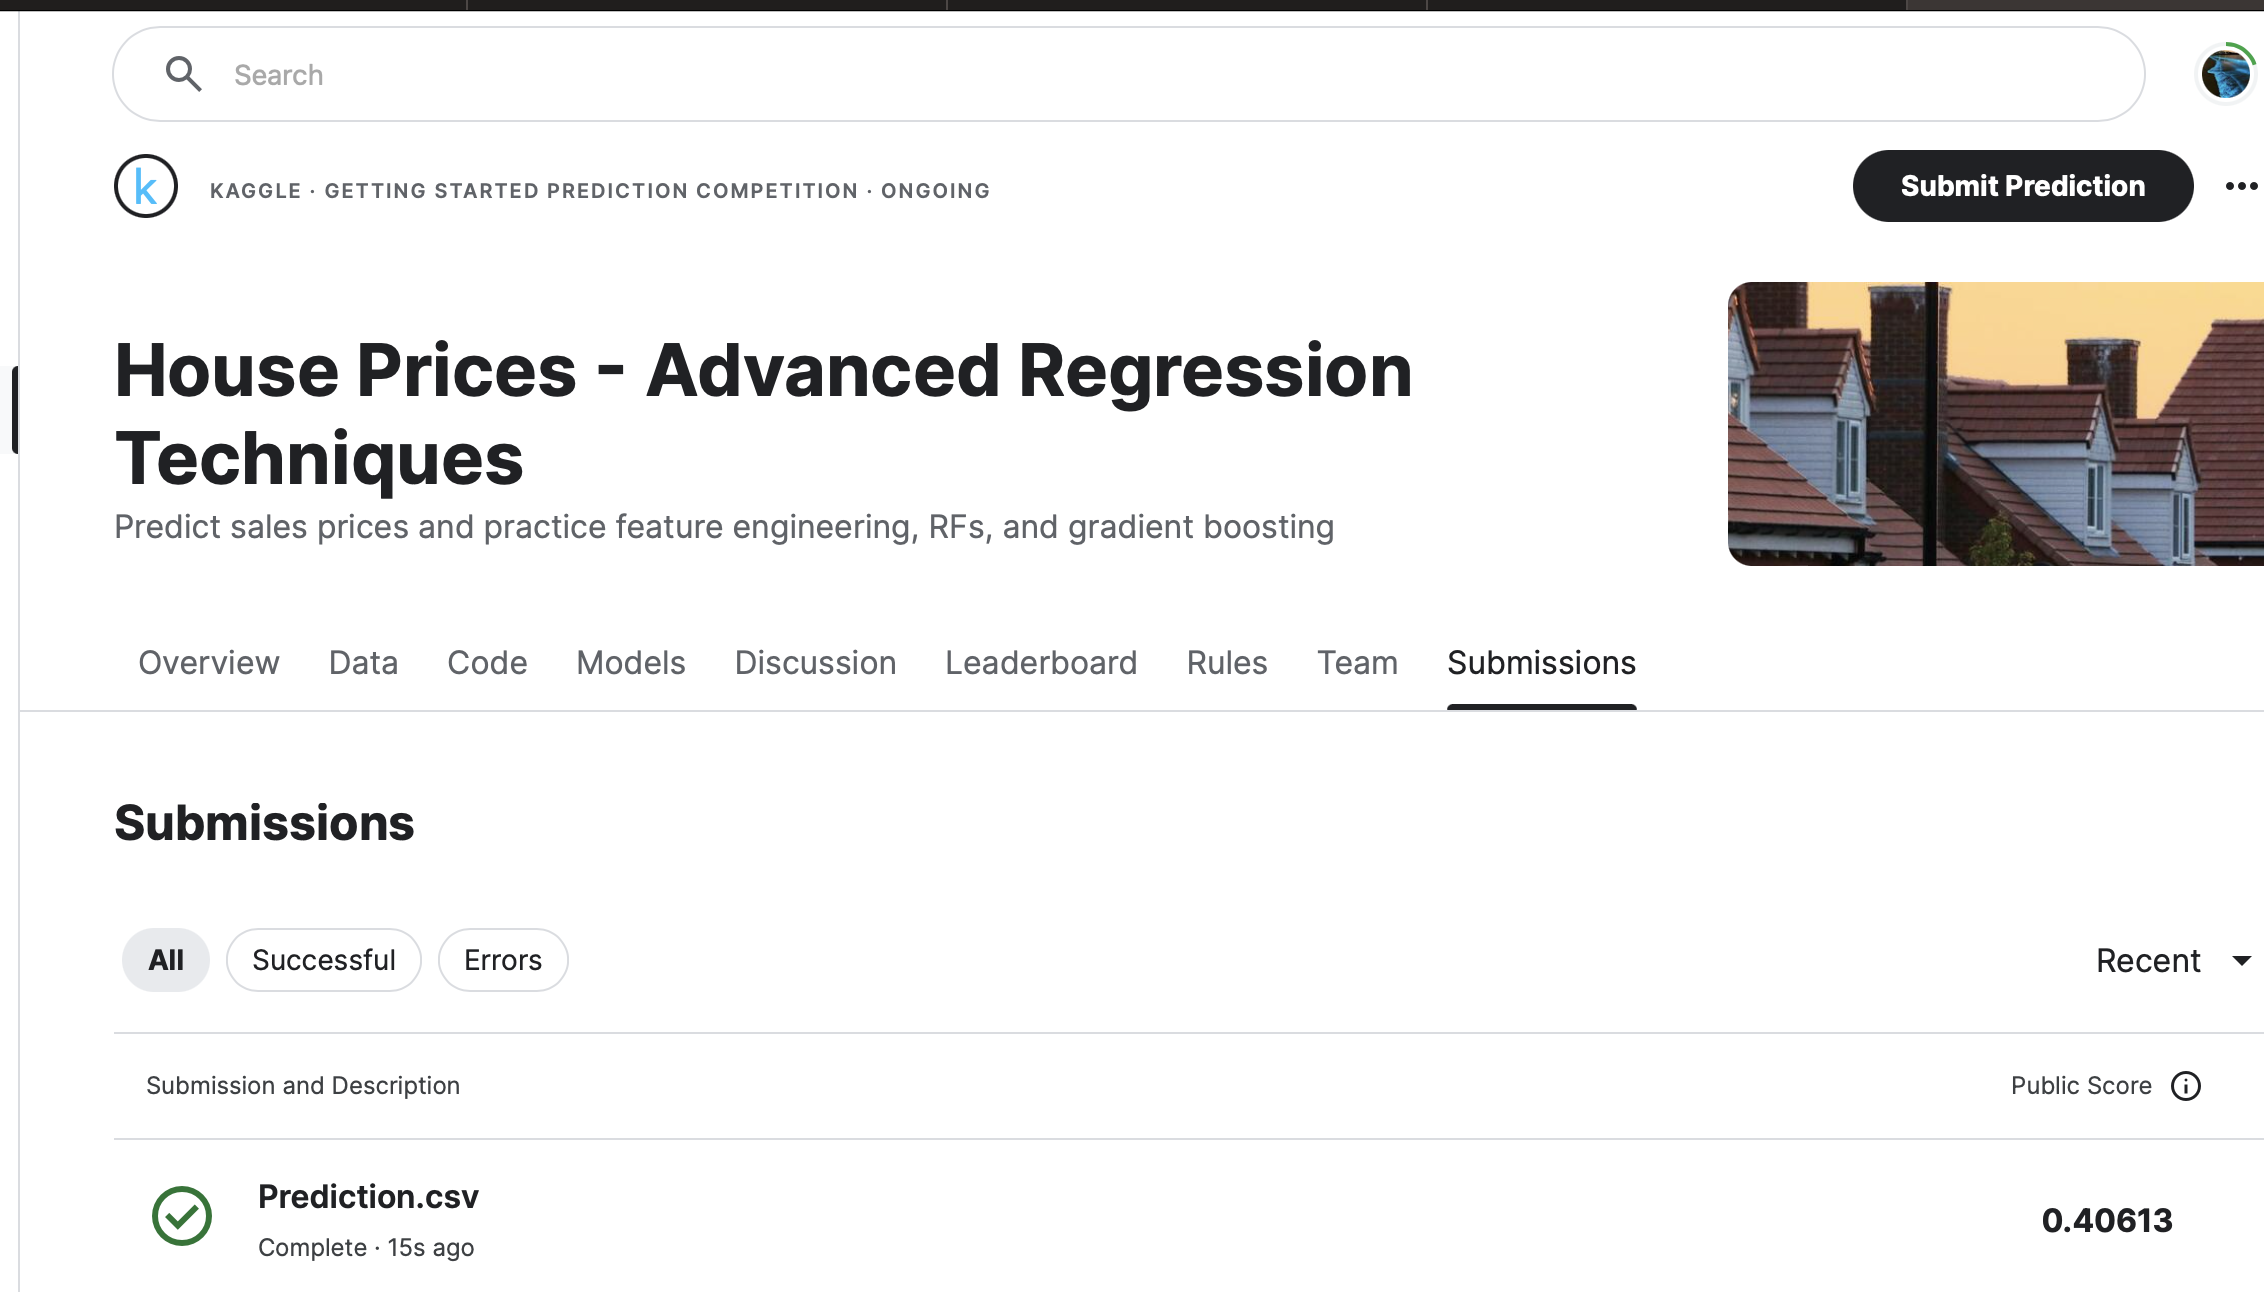 Search
k
KAGGLE · GETTING STARTED PREDICTION COMPETITION · ONGOING
Submit Prediction
House Prices - Advanced Regression
Techniques
Predict sales prices and practice feature engineering, RFs, and gradient boosting
Overview Data Code Models Discussion Leaderboard Rules Team Submissions
Submissions
All Successful Errors
Recent
Submission and Description Public Score
Prediction.csv
Complete · 15s ago
0.40613